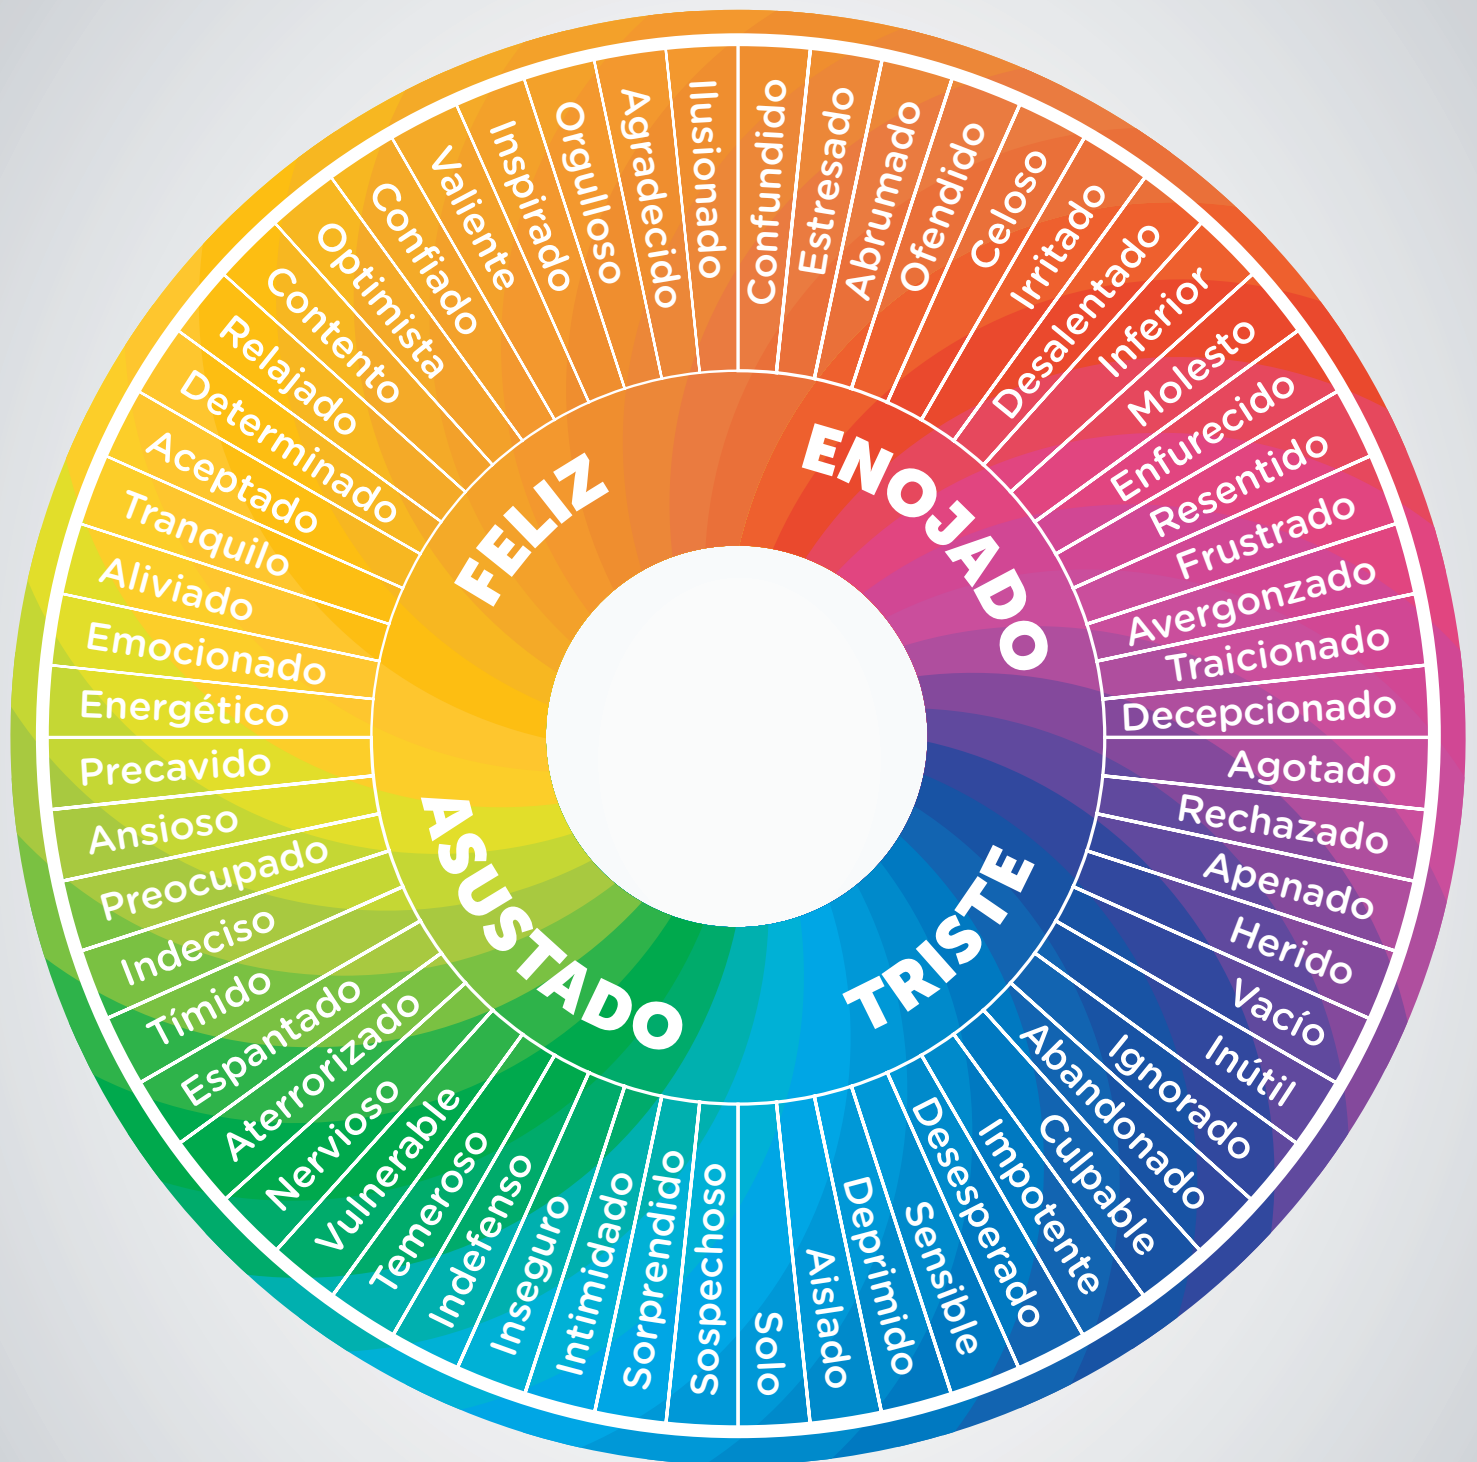 FELIZ
ENOJADO
TRISTE
ASUSTADO
Confundido
Estresado
Abrumado
Ofendido
Celoso
Irritado
Desalentado
Inferior
Molesto
Enfurecido
Resentido
Frustrado
Avergonzado
Traicionado
Decepcionado
Agotado
Rechazado
Apenado
Herido
Vacío
Inútil
Ignorado
Abandonado
Culpable
Impotente
Desesperado
Sensible
Deprimido
Aislado
Solo
Sospechoso
Sorprendido
Intimidado
Inseguro
Indefenso
Temeroso
Vulnerable
Nervioso
Aterrorizado
Espantado
Tímido
Indeciso
Preocupado
Ansioso
Precavido
Energético
Emocionado
Aliviado
Tranquilo
Aceptado
Determinado
Relajado
Contento
Optimista
Confiado
Valiente
Inspirado
Orgulloso
Agradecido
Ilusionado